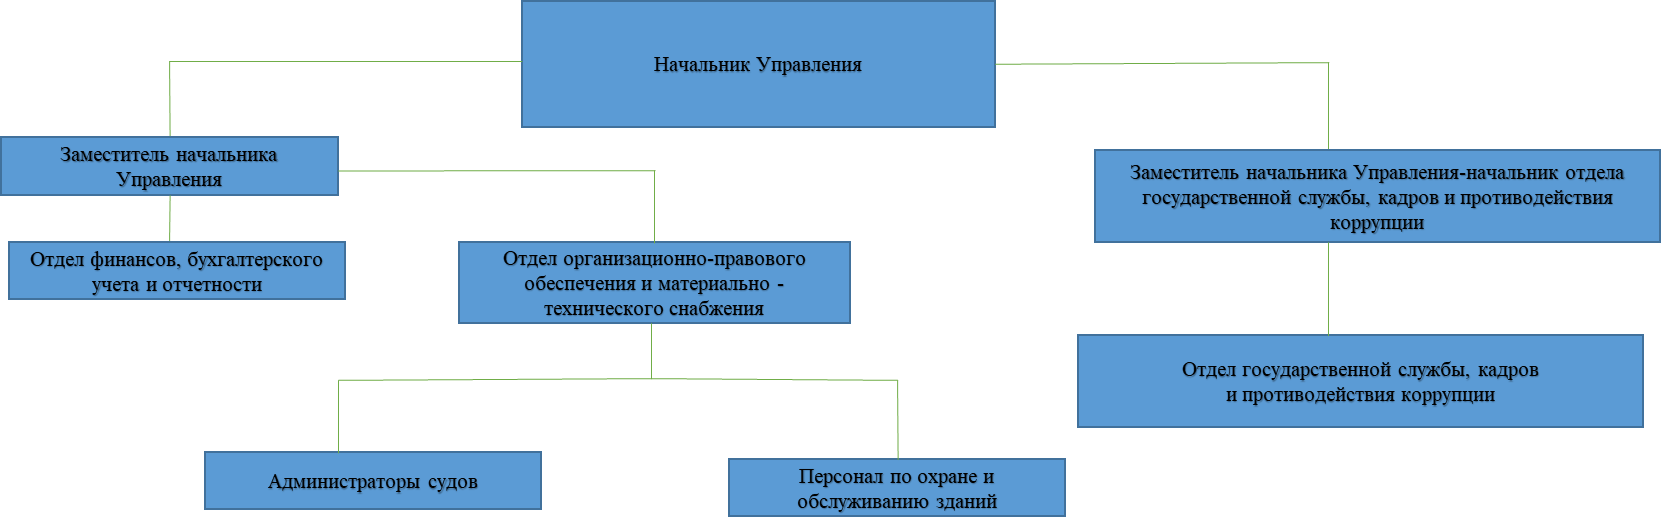 Начальник Управления
Заместитель начальника
Управления
Заместитель начальника Управления-начальник отдела
государственной службы, кадров и противодействия
коррупции
Отдел финансов, бухгалтерского
учета и отчетности
Отдел организационно-правового
обеспечения и материально -
технического снабжения
Отдел государственной службы, кадров
и противодействия коррупции
Администраторы судов
Персонал по охране и
обслуживанию зданий